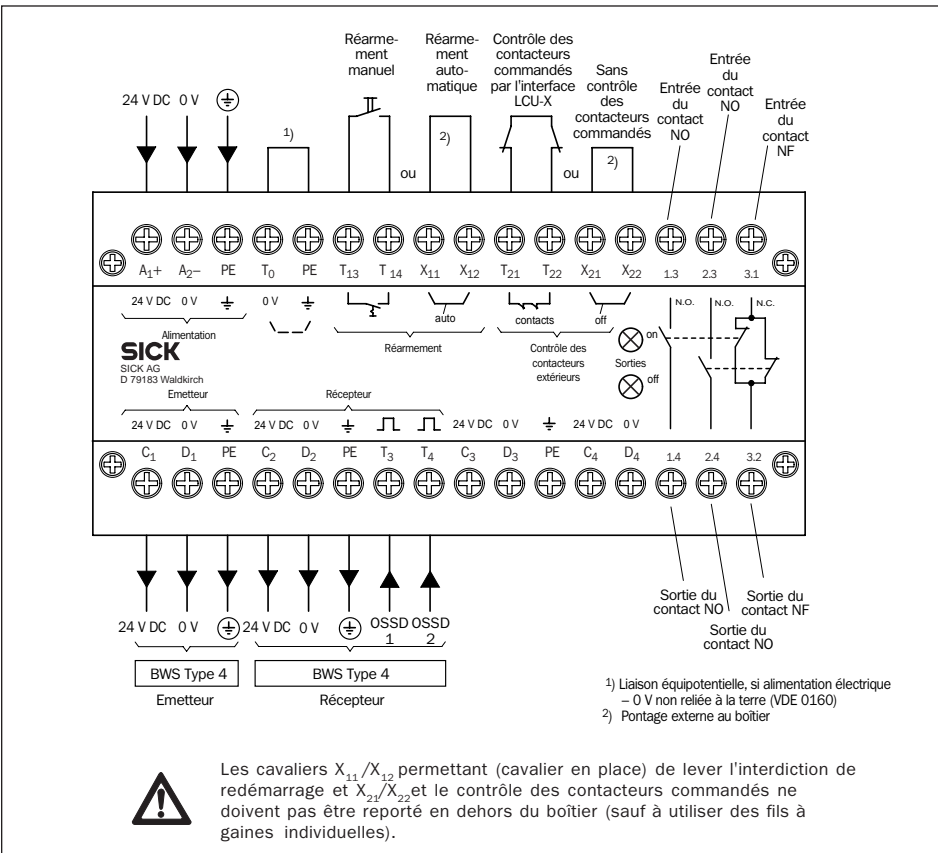 Réarme-
ment
manuel
Réarme-
ment
auto-
matique
Contrôle des
contacteurs
commandés
par l'interface
LCU-X
Sans
contrôle
des
contacteurs
commandés
Entrée
du
contact
NO
Entrée
du
contact
NO
Entrée
du
contact
NF
24 V DC 0 V
1)
2)
ou
ou
2)
A1+ A2– PE T0 PE T13 T14 X11 X12 T21 T22 X21 X22 1.3 2.3 3.1
24 V DC 0 V 0 V
auto contacts off
N.O. N.O. N.C.
Alimentation
Réarmement
Contrôle des
contacteurs
extérieurs
on
Sorties
off
SICK
SICK AG
D 79183 Waldkirch
Emetteur Récepteur
24 V DC 0 V 24 V DC 0 V 24 V DC 0 V 24 V DC 0 V
C1 D1 PE C2 D2 PE T3 T4 C3 D3 PE C4 D4 1.4 2.4 3.2
24 V DC 0 V 24 V DC 0 V OSSD 1 OSSD 2
BWS Type 4 BWS Type 4
Emetteur Récepteur
Sortie du
contact NO
Sortie du
contact NO
Sortie du
contact NF
1) Liaison équipotentielle, si alimentation électrique
– 0 V non reliée à la terre (VDE 0160)
2) Pontage externe au boîtier
Les cavaliers X11/X12 permettant (cavalier en place) de lever l'interdiction de
redémarrage et X21/X22et le contrôle des contacteurs commandés ne
doivent pas être reporté en dehors du boîtier (sauf à utiliser des fils à
gaines individuelles).